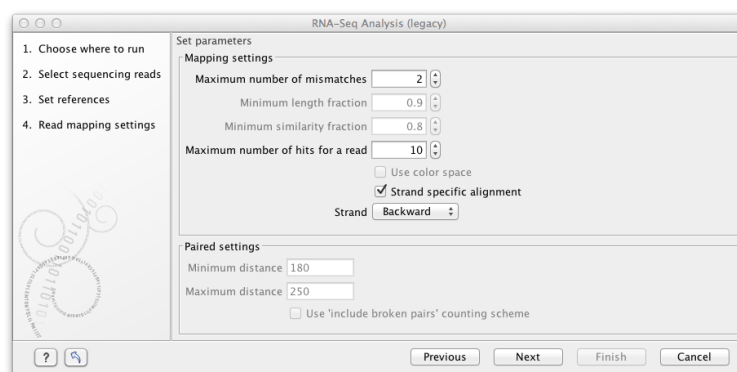 RNA-Seq Analysis (legacy)
1. Choose where to run
2. Select sequencing reads
3. Set references
4. Read mapping settings
Set parameters
Mapping settings
Maximum number of mismatches 2
Minimum length fraction 0.9
Minimum similarity fraction 0.8
Maximum number of hits for a read 10
Use color space
Strand specific alignment
Strand Backward
Paired settings
Minimum distance 180
Maximum distance 250
Use 'include broken pairs' counting scheme
? Previous Next Finish Cancel